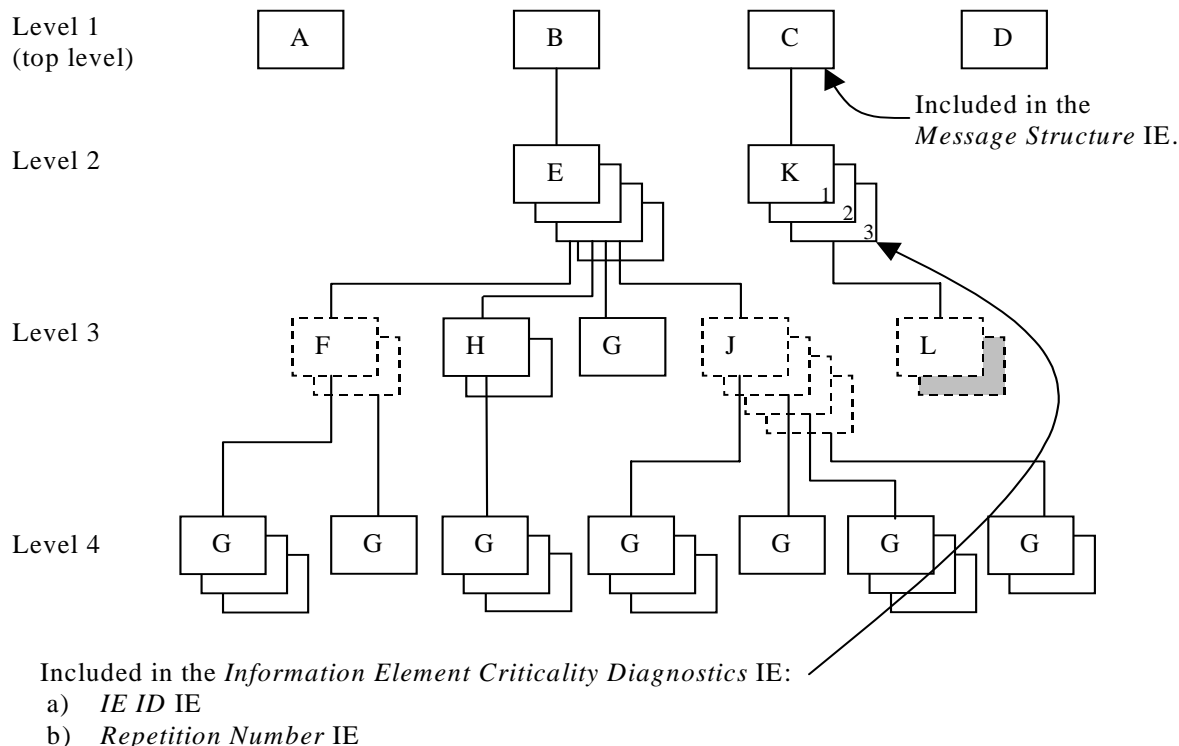 Level 1
(top level)
A
B
C
D
Included in the
Message Structure IE.
Level 2
E
K
1
2
3
Level 3
F
H
G
J
L
Level 4
G
G
G
G
G
G
G
Included in the Information Element Criticality Diagnostics IE:
a) IE ID IE
b) Repetition Number IE